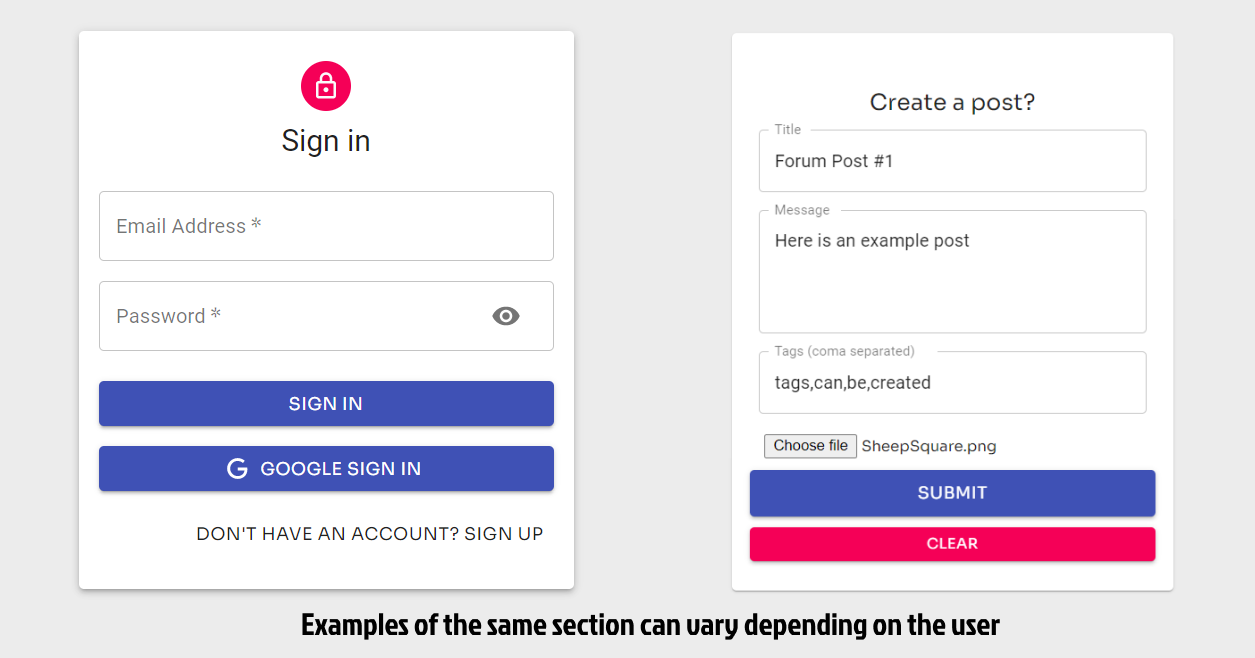 Sign in
Email Address *
Password *
SIGN IN
GOOGLE SIGN IN
DON'T HAVE AN ACCOUNT? SIGN UP
Create a post?
Title
Forum Post #1
Message
Here is an example post
Tags (coma separated)
tags,can,be,created
Choose file SheepSquare.png
SUBMIT
CLEAR
Examples of the same section can vary depending on the user